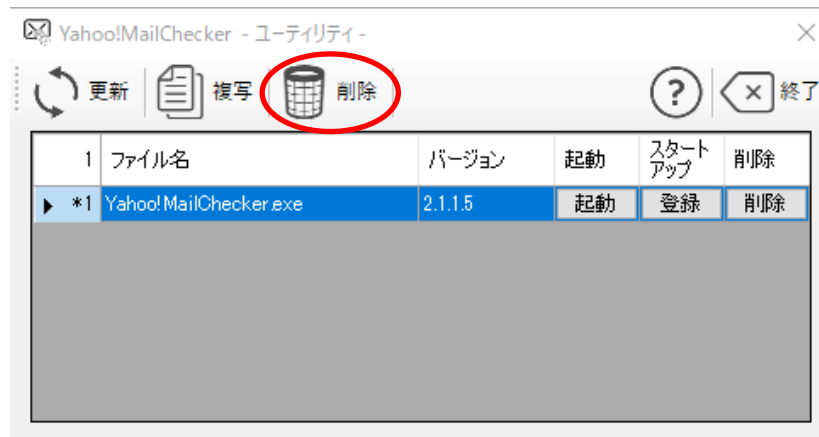 Yahoo!MailChecker - ユーティリティ -
更新 複写 削除 ? × 終了
1 ファイル名 バージョン 起動 スタートアップ 削除
*1 Yahoo!MailChecker.exe 2.1.1.5 起動 登録 削除